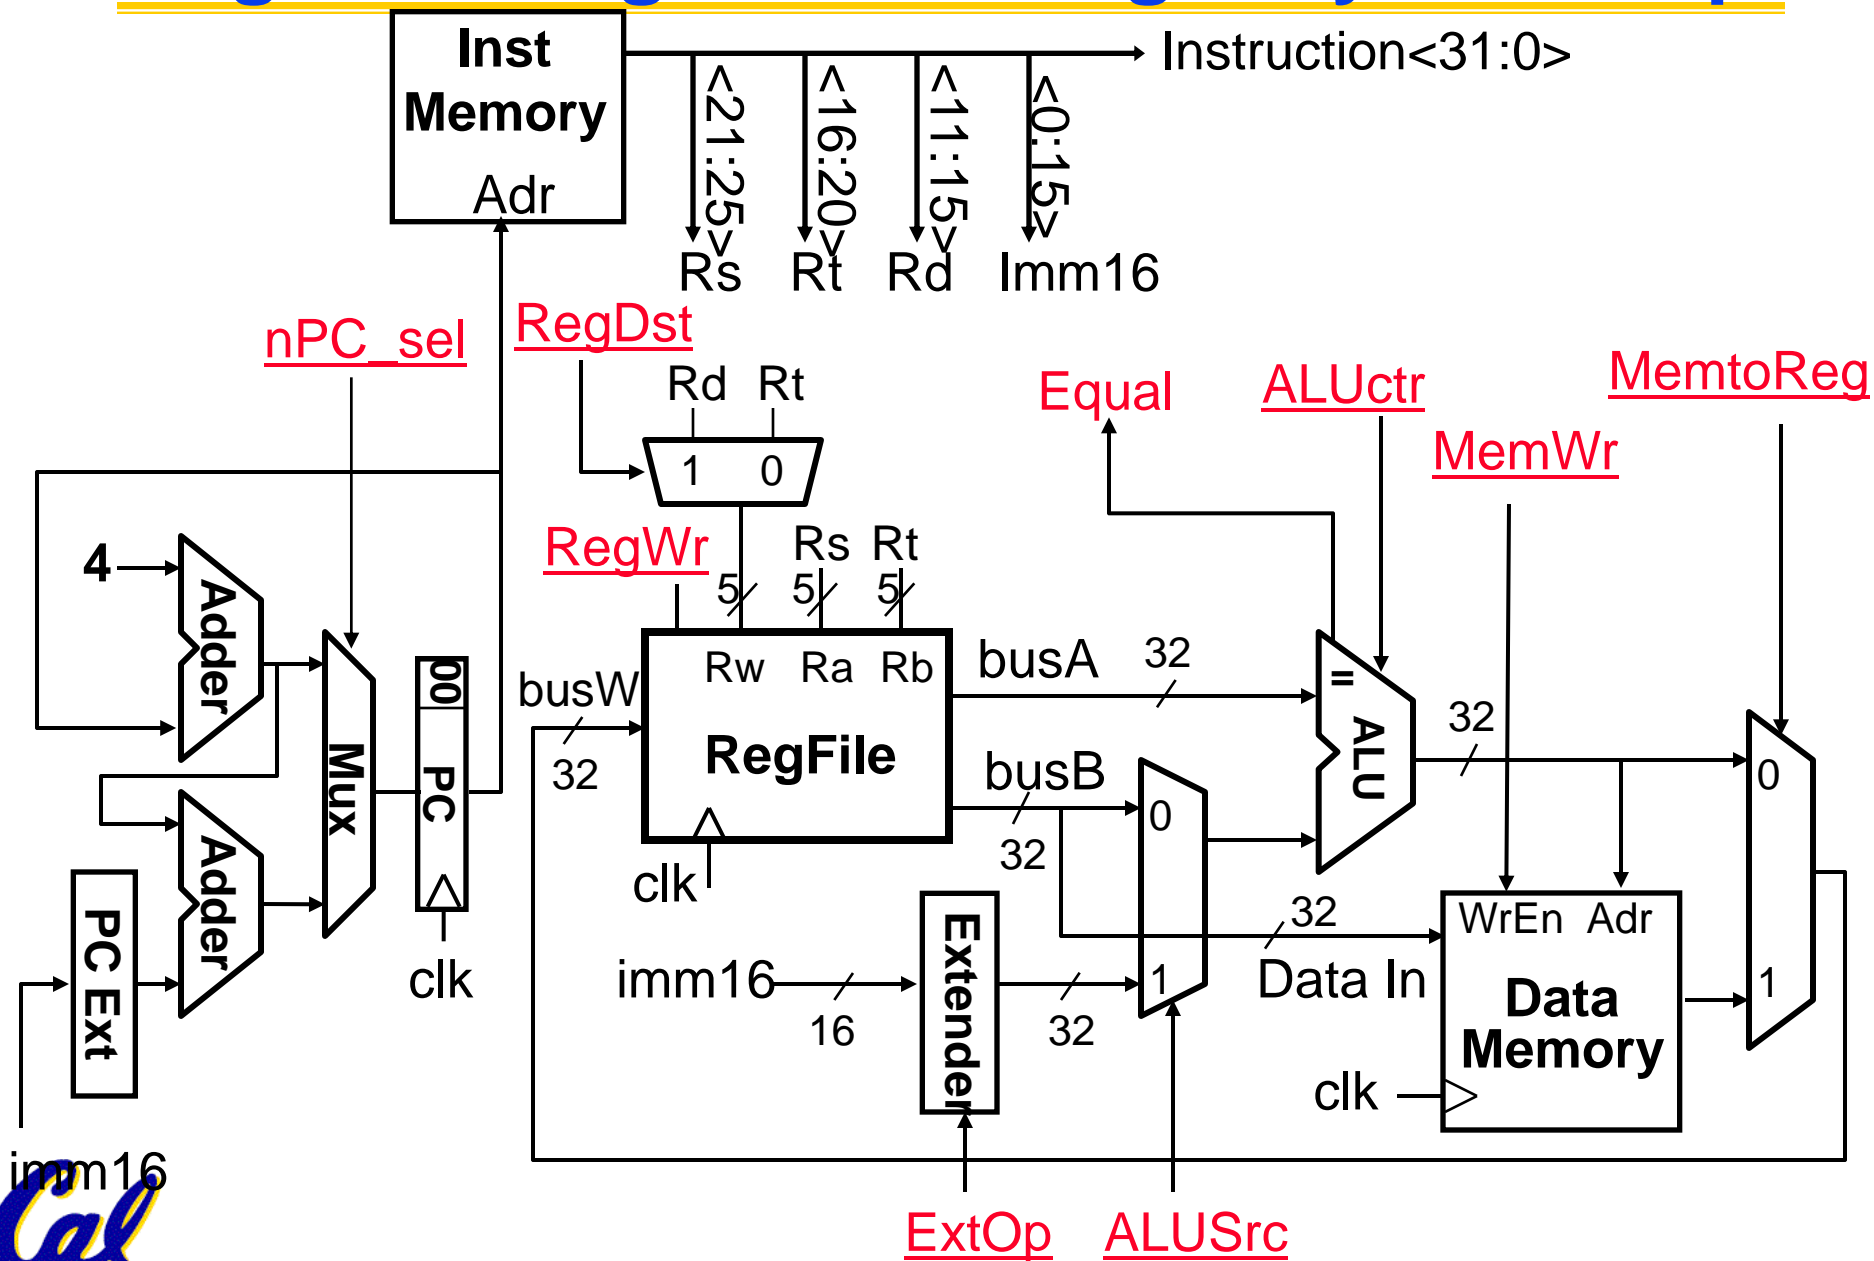 Inst
Memory
Adr
Instruction<31:0>
<21:25>
<16:20>
<11:15>
<0:15>
Rs
Rt
Rd
Imm16
nPC_sel
RegDst
Rd
Rt
1
0
Equal
ALUctr
MemtoReg
MemWr
RegWr
Rs
Rt
5
5
5
4
Adder
Mux
00
PC
clk
Adder
PC Ext
imm16
busW
32
Rw
Ra
Rb
RegFile
clk
busA
32
busB
32
=
ALU
32
0
1
0
1
imm16
16
Extender
32
32
Data In
WrEn
Adr
Data
Memory
clk
ExtOp
ALUSrc
Cal